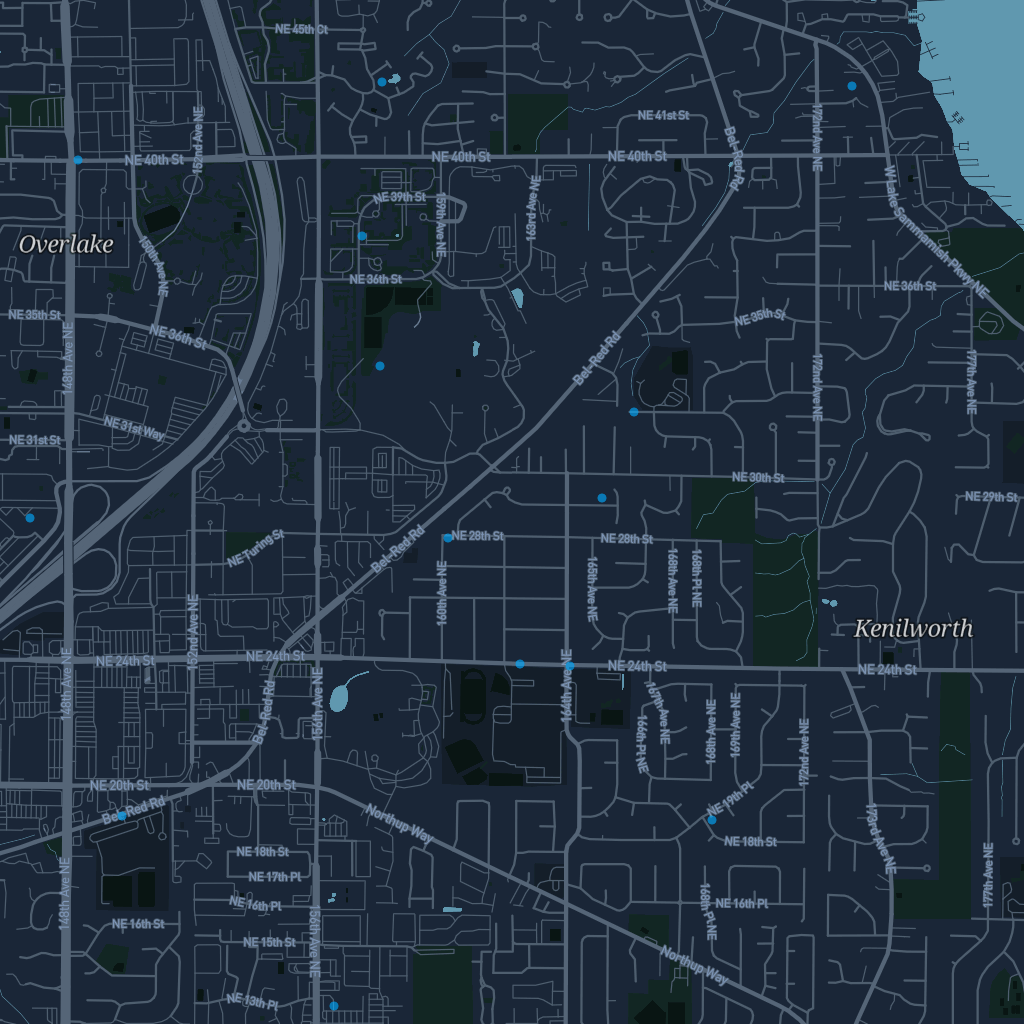 NE 45th Ct
152nd Ave NE
NE 41st St
172nd Ave NE
Bel-Red Rd
NE 40th St
NE 40th St
NE 40th St
W Lake Sammamish Pkwy NE
NE 39th St
159th Ave NE
163rd Ave NE
Overlake
150th Ave NE
NE 36th St
NE 36th St
NE 35th St
NE 35th St
NE 36th St
148th Ave NE
Bel-Red Rd
172nd Ave NE
177th Ave NE
NE 31st Way
NE 31st St
NE 30th St
NE 29th St
NE Turing St
Bel-Red Rd
NE 28th St
NE 28th St
160th Ave NE
165th Ave NE
168th Ave NE
168th Pl NE
152nd Ave NE
Kenilworth
NE 24th St
NE 24th St
NE 24th St
NE 24th St
148th Ave NE
156th Ave NE
164th Ave NE
Bel-Red Rd
167th Ave NE
166th Pl NE
168th Ave NE
169th Ave NE
172nd Ave NE
NE 20th St
NE 20th St
Bel-Red Rd
Northup Way
NE 19th Pl
NE 18th St
173rd Ave NE
NE 18th St
NE 17th Pl
148th Ave NE
177th Ave NE
NE 16th Pl
NE 16th Pl
168th Pl NE
NE 16th St
156th Ave NE
NE 15th St
Northup Way
NE 13th Pl